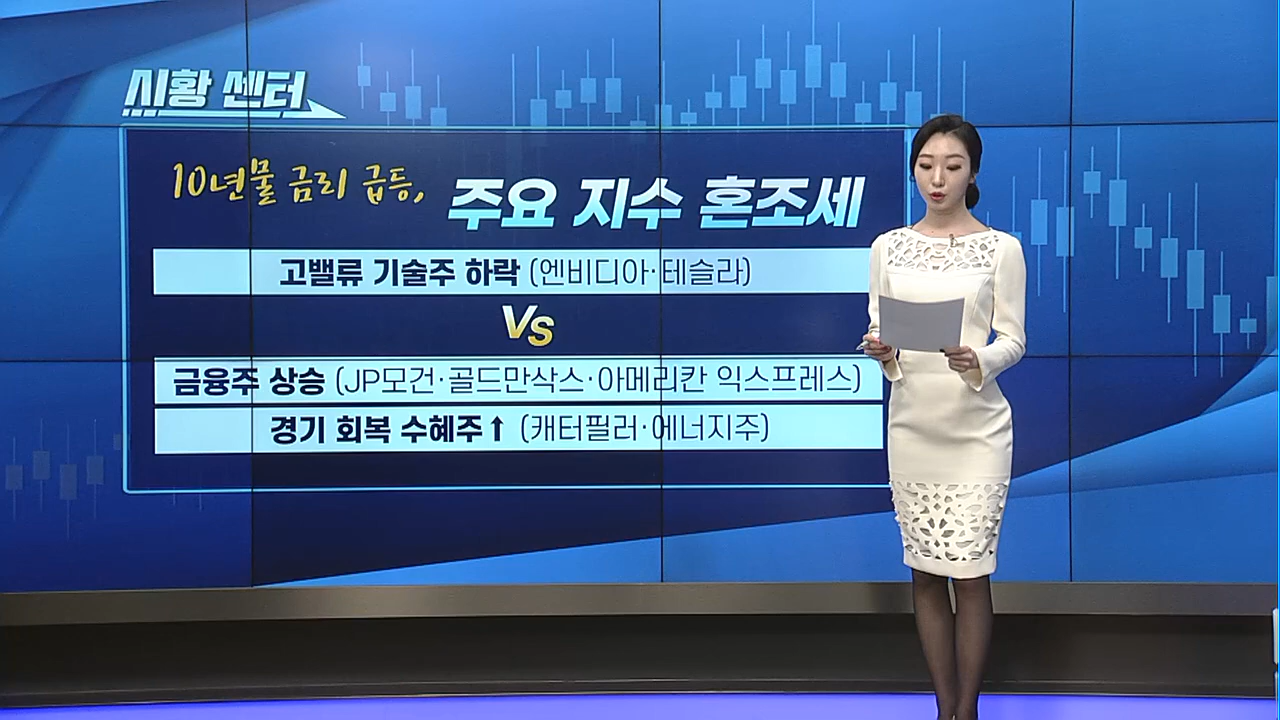 시황 센터
10년물 금리 급등, 주요 지수 혼조세
고밸류 기술주 하락 (엔비디아·테슬라)
Vs
금융주 상승 (JP모건·골드만삭스·아메리칸 익스프레스)
경기 회복 수혜주↑ (캐터필러·에너지주)